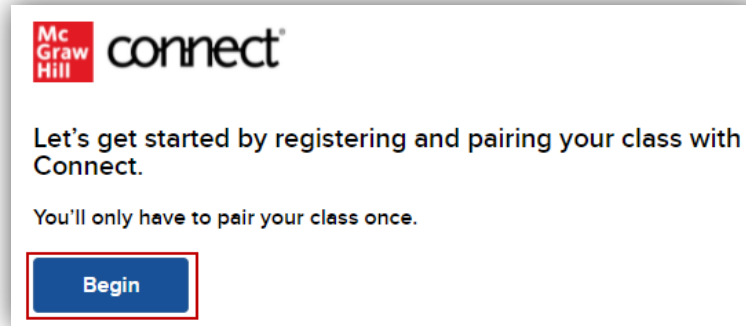 Mc
Graw
Hill
connect®
Let's get started by registering and pairing your class with
Connect.
You'll only have to pair your class once.
Begin